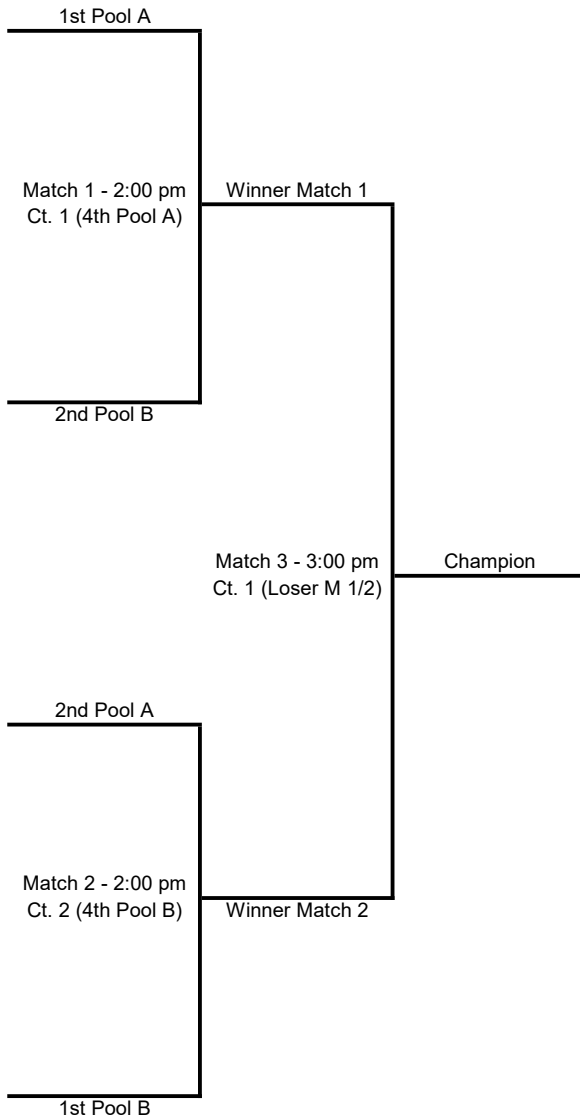 1st Pool A
Match 1 - 2:00 pm
Ct. 1 (4th Pool A)
Winner Match 1
2nd Pool B
Match 3 - 3:00 pm
Ct. 1 (Loser M 1/2)
Champion
2nd Pool A
Match 2 - 2:00 pm
Ct. 2 (4th Pool B)
Winner Match 2
1st Pool B